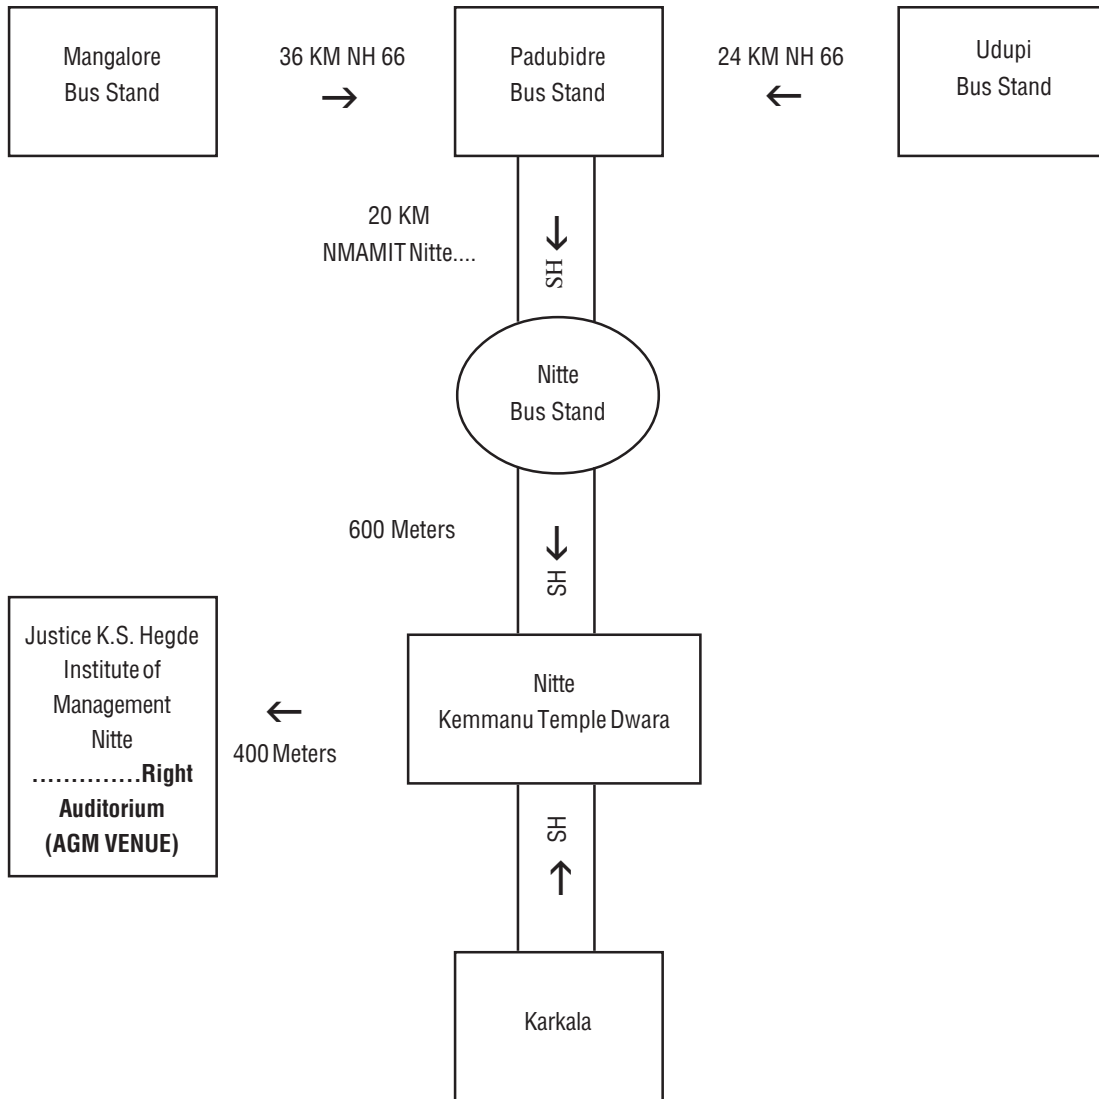 Mangalore
Bus Stand
36 KM NH 66
→
Padubidre
Bus Stand
24 KM NH 66
←
Udupi
Bus Stand
20 KM
NMAMIT Nitte....
↓
SH
Nitte
Bus Stand
600 Meters
↓
SH
Justice K.S. Hegde
Institute of
Management
Nitte
..............Right
Auditorium
(AGM VENUE)
←
400 Meters
Nitte
Kemmanu Temple Dwara
SH
↑
Karkala